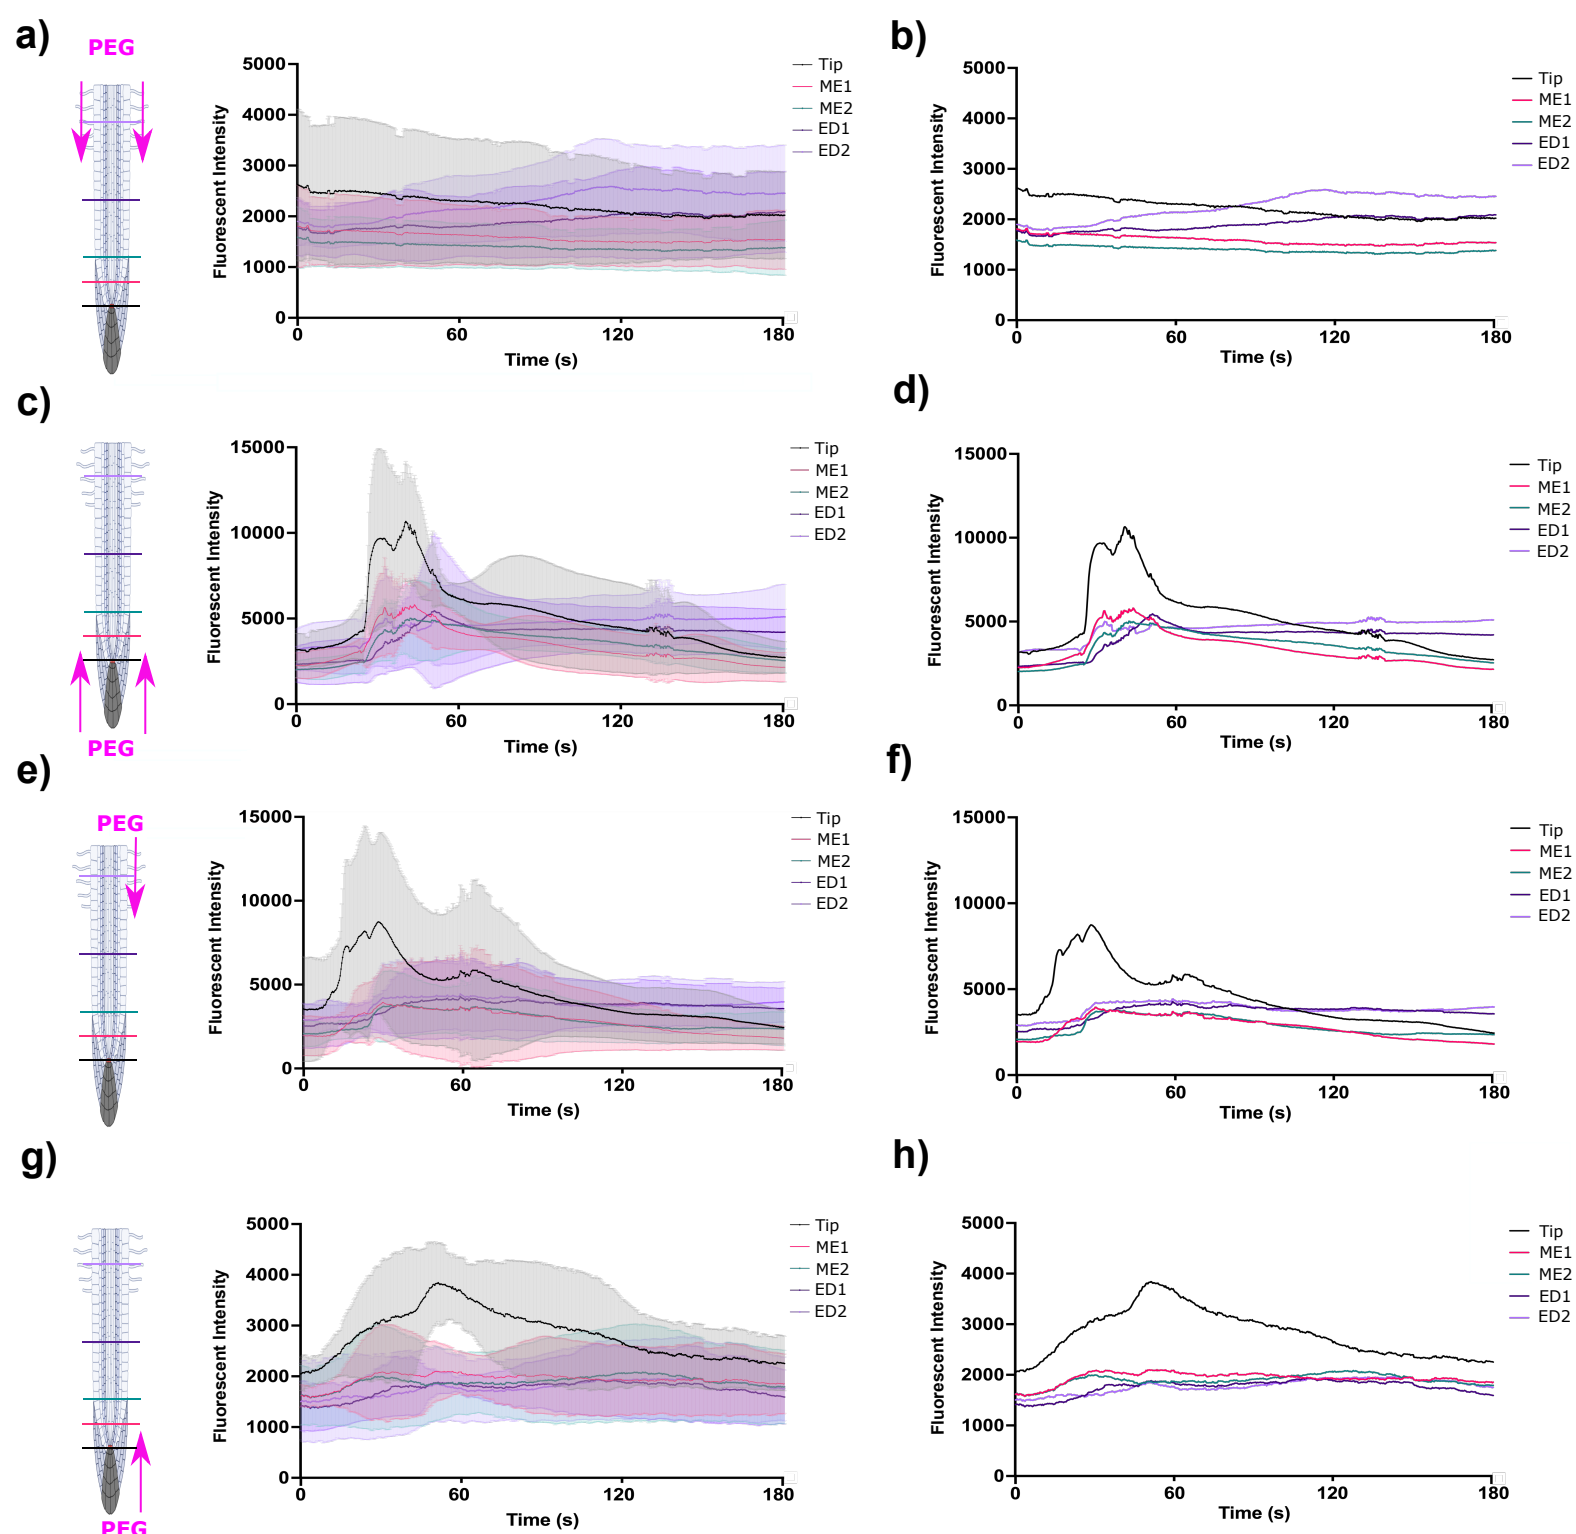 a)
PEG
5000
4000
3000
2000
1000
0
Fluorescent Intensity
0 60 120 180
Time (s)
Tip
ME1
ME2
ED1
ED2
b)
5000
4000
3000
2000
1000
0
Fluorescent Intensity
0 60 120 180
Time (s)
Tip
ME1
ME2
ED1
ED2
c)
PEG
15000
10000
5000
0
Fluorescent Intensity
0 60 120 180
Time (s)
Tip
ME1
ME2
ED1
ED2
d)
15000
10000
5000
0
Fluorescent Intensity
0 60 120 180
Time (s)
Tip
ME1
ME2
ED1
ED2
e)
PEG
15000
10000
5000
0
Fluorescent Intensity
0 60 120 180
Time (s)
Tip
ME1
ME2
ED1
ED2
f)
15000
10000
5000
0
Fluorescent Intensity
0 60 120 180
Time (s)
Tip
ME1
ME2
ED1
ED2
g)
PEG
5000
4000
3000
2000
1000
0
Fluorescent Intensity
0 60 120 180
Time (s)
Tip
ME1
ME2
ED1
ED2
h)
5000
4000
3000
2000
1000
0
Fluorescent Intensity
0 60 120 180
Time (s)
Tip
ME1
ME2
ED1
ED2